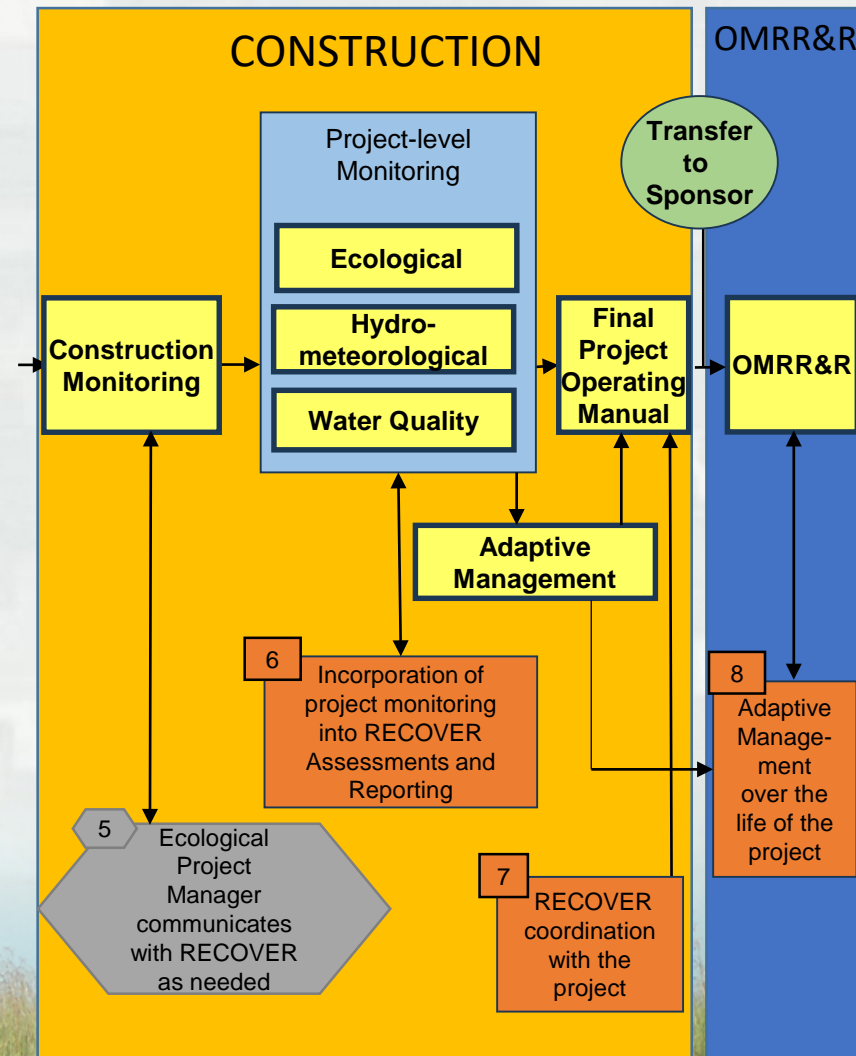 CONSTRUCTION
OMRR&R
Project-level
Monitoring
Transfer
to
Sponsor
Ecological
Hydro-
meteorological
Water Quality
Construction
Monitoring
Final
Project
Operating
Manual
OMRR&R
Adaptive
Management
6
Incorporation of
project monitoring
into RECOVER
Assessments and
Reporting
8
Adaptive
Manage-
ment
over the
life of the
project
5
Ecological
Project
Manager
communicates
with RECOVER
as needed
7
RECOVER
coordination
with the
project